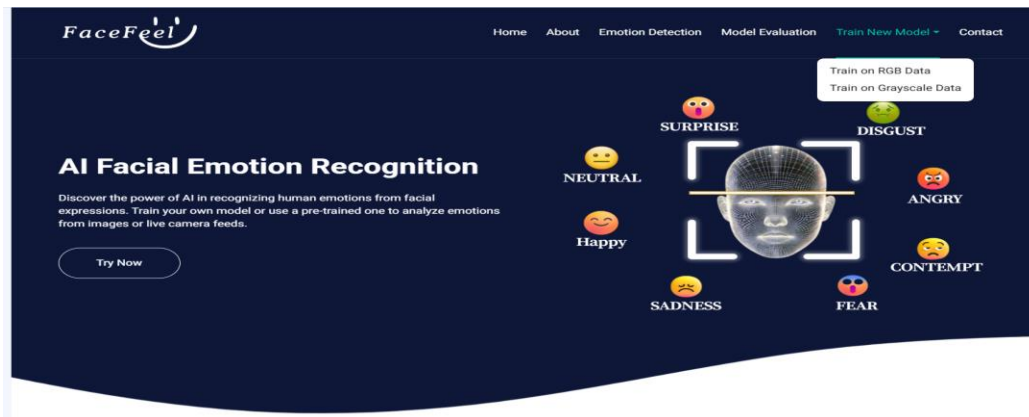 FaceFeel
Home About Emotion Detection Model Evaluation Train New Model Contact
Train on RGB Data
Train on Grayscale Data
SURPRISE
DISGUST
AI Facial Emotion Recognition
NEUTRAL
ANGRY
Discover the power of AI in recognizing human emotions from facial
expressions. Train your own model or use a pre-trained one to analyze emotions
from images or live camera feeds.
Happy
Try Now
CONTEMPT
SADNESS
FEAR